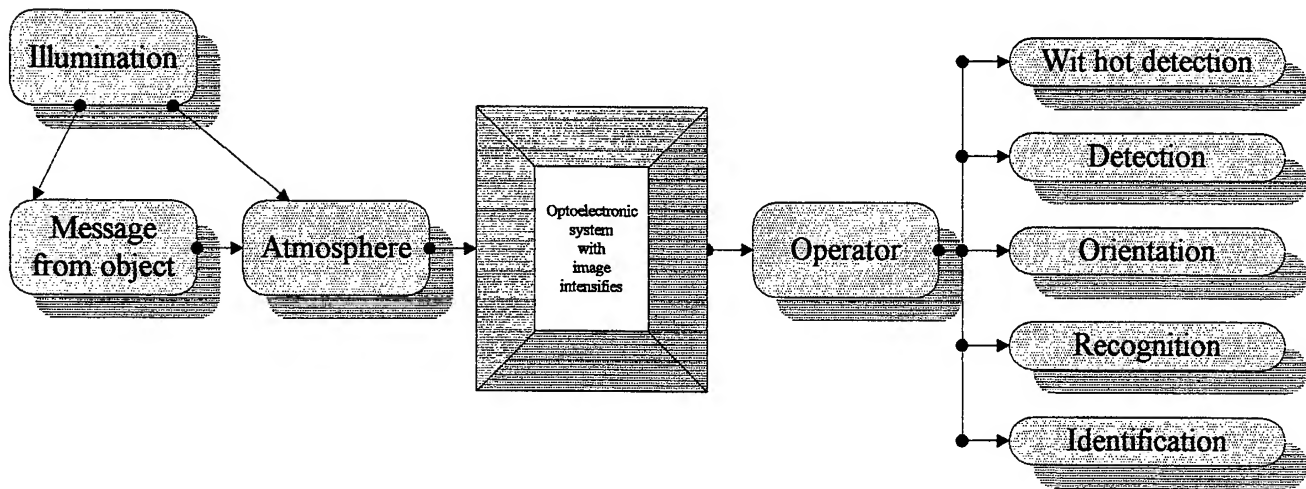 Illumination
Message
from object
Atmosphere
Optoelectronic
system
with
image
intensifies
Operator
Wit hot detection
Detection
Orientation
Recognition
Identification